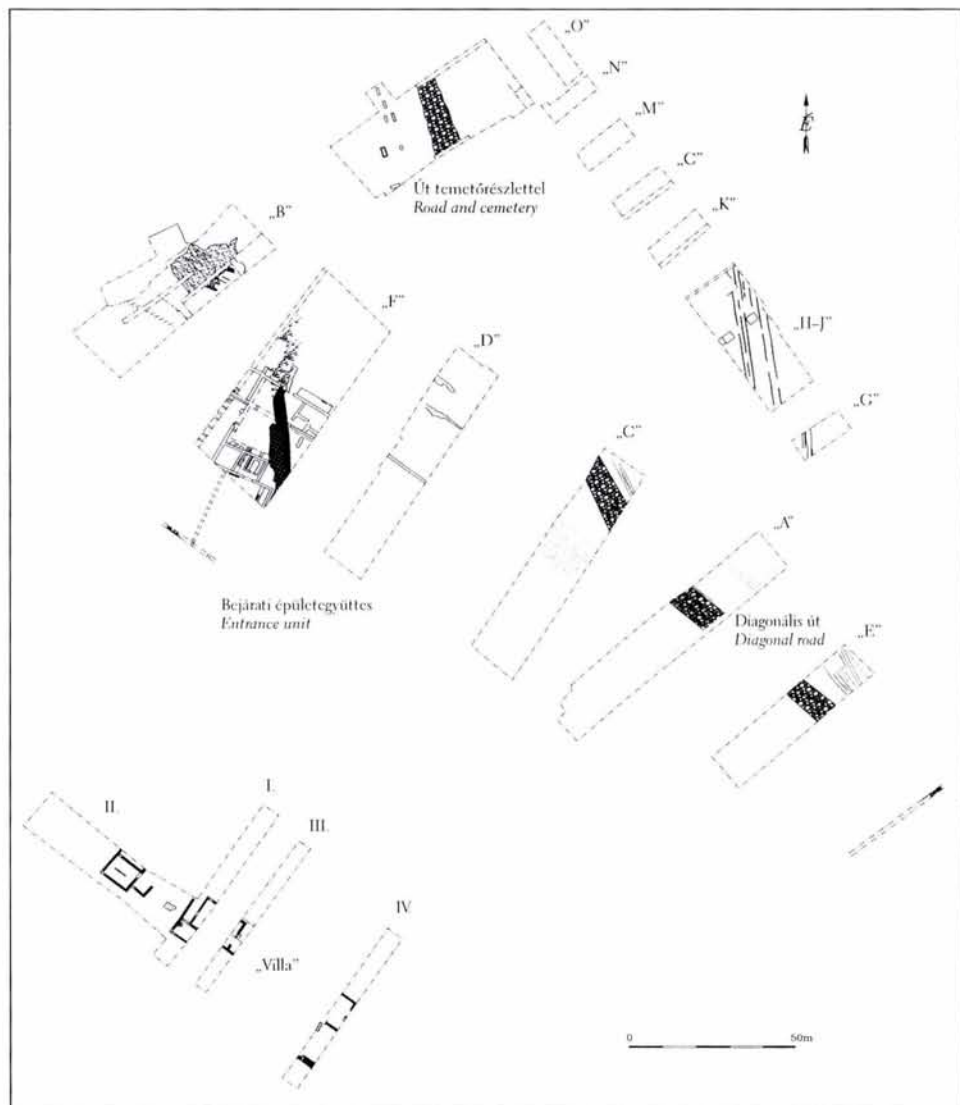 „O”
„N”
„M”
„C”
„K”
É
Út temetőrészlettel
Road and cemetery
„B”
„F”
„D”
„H–J”
„G”
„C”
„A”
Bejárati épületegyüttes
Entrance unit
Diagonális út
Diagonal road
„E”
II.
I.
III.
IV.
„Villa”
0 50m